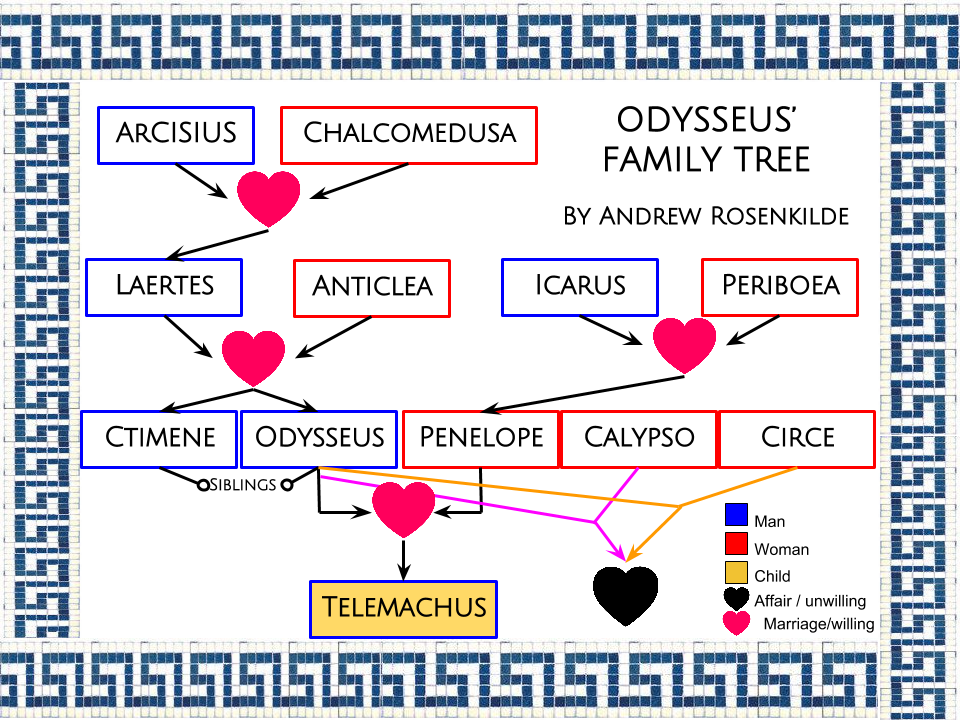 ARCISIUS
CHALCOMEDUSA
ODYSSEUS’
FAMILY TREE
BY ANDREW ROSENKILDE
LAERTES
ANTICLEA
ICARUS
PERIBOEA
CTIMENE
ODYSSEUS
PENELOPE
CALYPSO
CIRCE
SIBLINGS
TELEMACHUS
Man
Woman
Child
Affair / unwilling
Marriage/willing